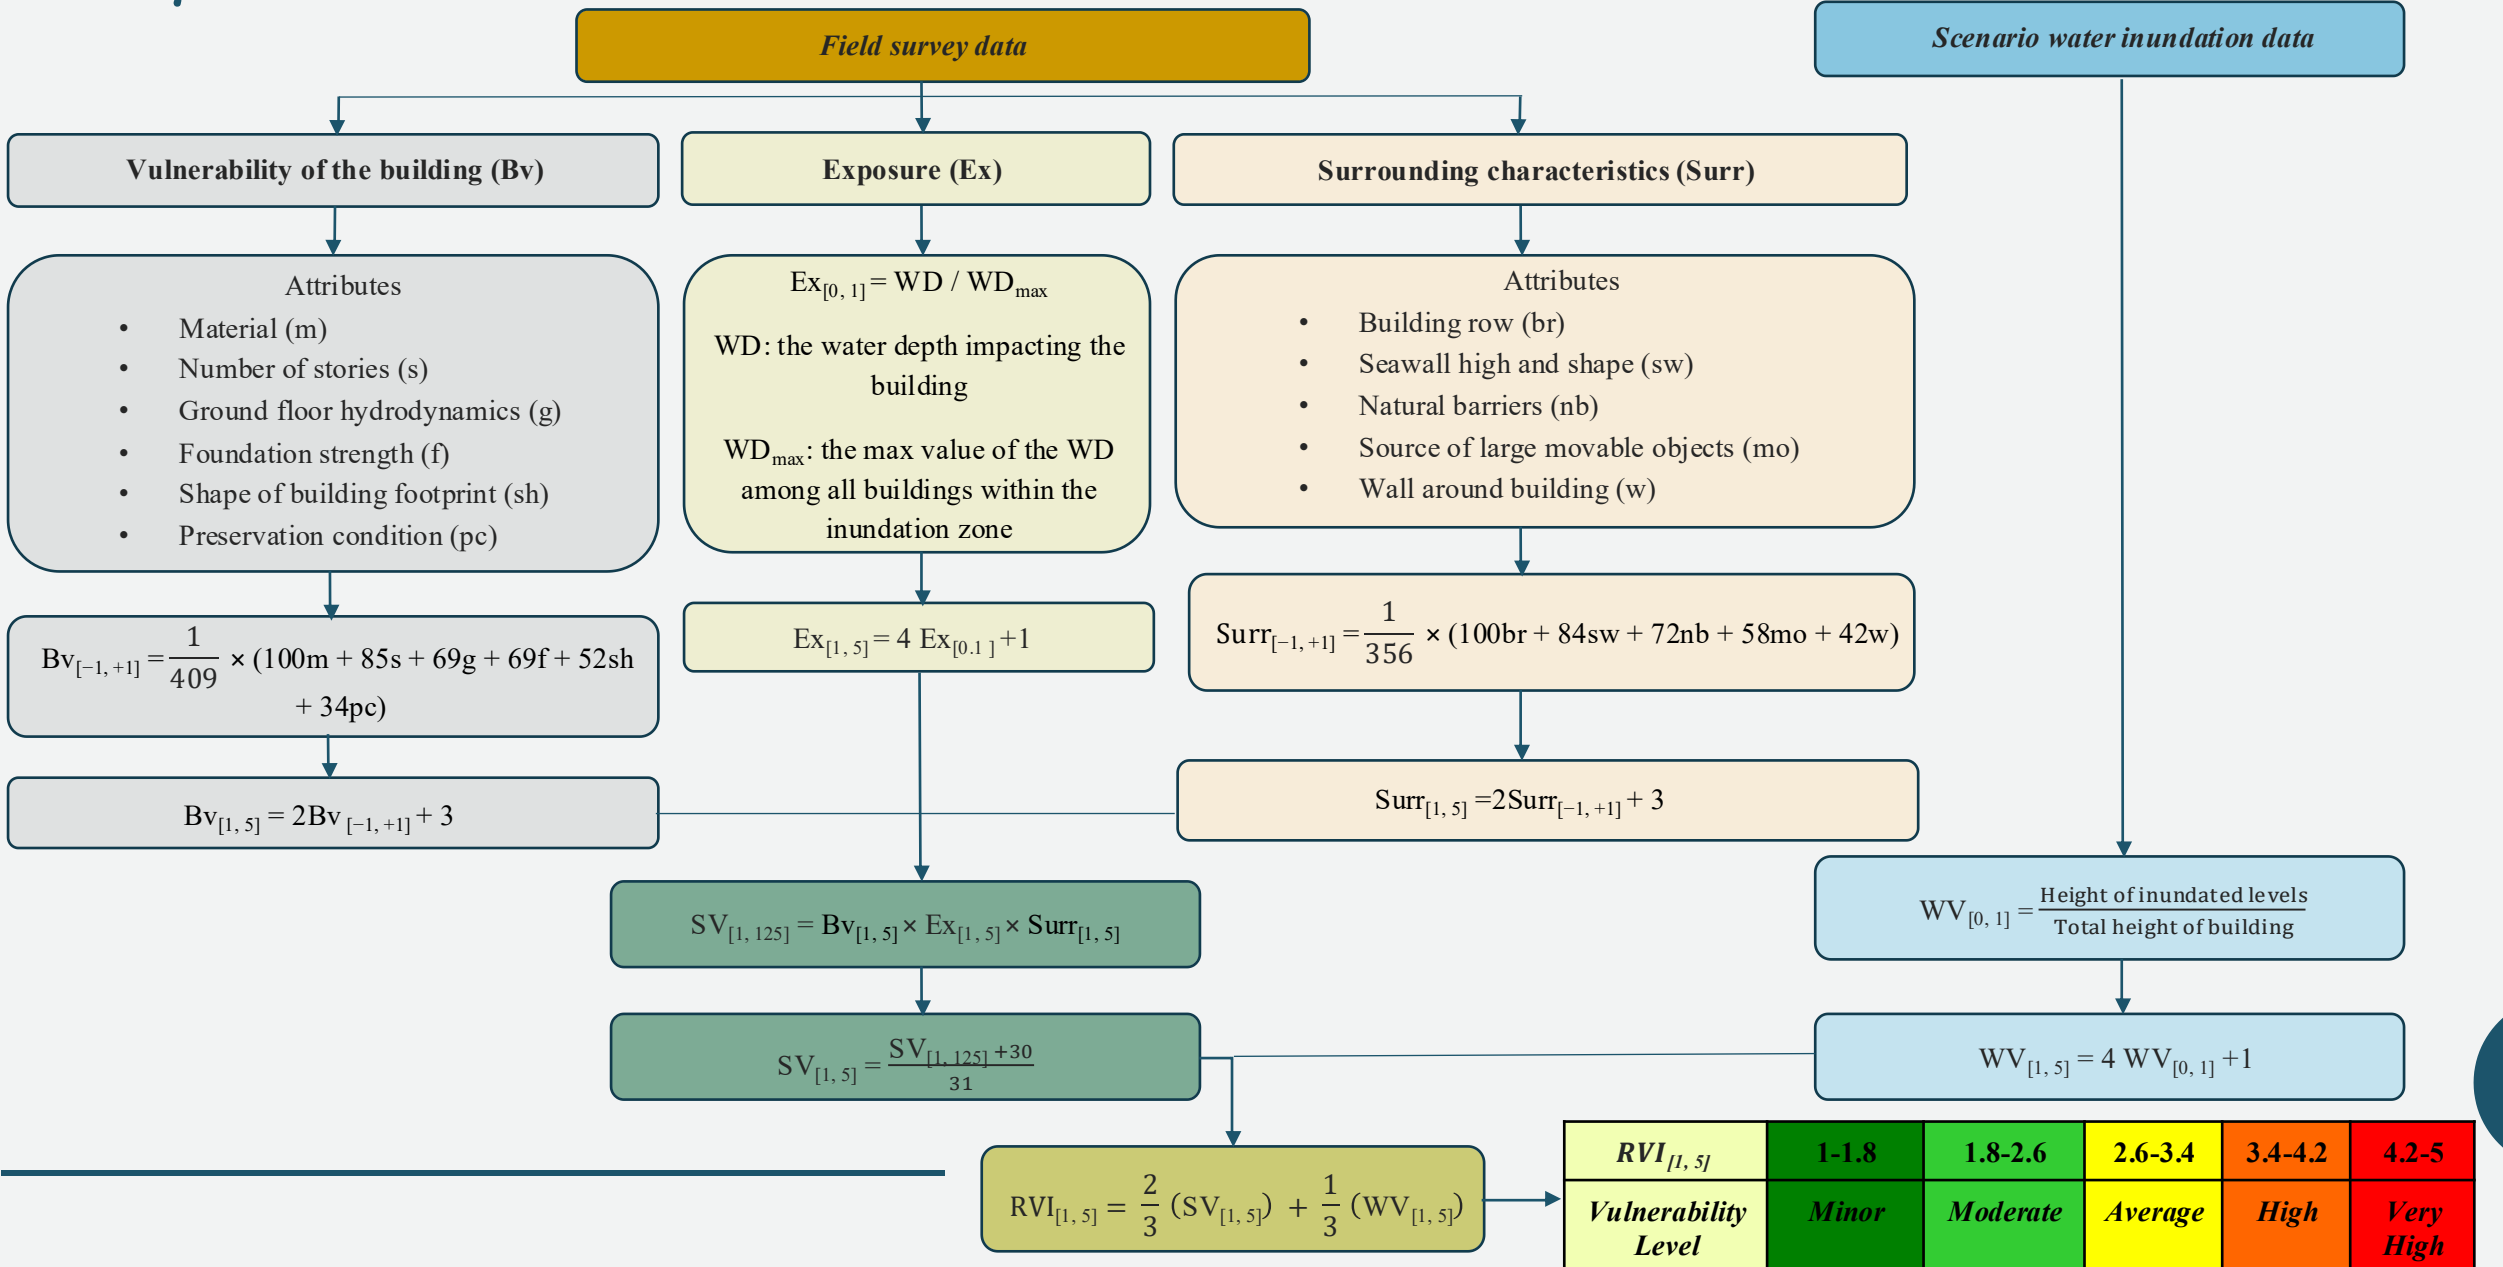 Field survey data
Scenario water inundation data
Vulnerability of the building (Bv)
Exposure (Ex)
Surrounding characteristics (Surr)
Attributes
• Material (m)
• Number of stories (s)
• Ground floor hydrodynamics (g)
• Foundation strength (f)
• Shape of building footprint (sh)
• Preservation condition (pc)
Ex[0, 1] = WD / WDmax
WD: the water depth impacting the
building
WDmax: the max value of the WD
among all buildings within the
inundation zone
Attributes
• Building row (br)
• Seawall high and shape (sw)
• Natural barriers (nb)
• Source of large movable objects (mo)
• Wall around building (w)
Bv[−1, +1] = 1/409 × (100m + 85s + 69g + 69f + 52sh
+ 34pc)
Ex[1, 5] = 4 Ex[0.1 ] +1
Surr[−1, +1] = 1/356 × (100br + 84sw + 72nb + 58mo + 42w)
Bv[1, 5] = 2Bv [−1, +1] + 3
Surr[1, 5] =2Surr[−1, +1] + 3
SV[1, 125] = Bv[1, 5] × Ex[1, 5] × Surr[1, 5]
WV[0, 1] = Height of inundated levels / Total height of building
SV[1, 5] = SV[1, 125] +30 / 31
WV[1, 5] = 4 WV[0, 1] +1
RVI[1, 5] = 2/3 (SV[1, 5]) + 1/3 (WV[1, 5])
RVI[1, 5] 1-1.8 1.8-2.6 2.6-3.4 3.4-4.2 4.2-5
Vulnerability Minor Moderate Average High Very
Level High